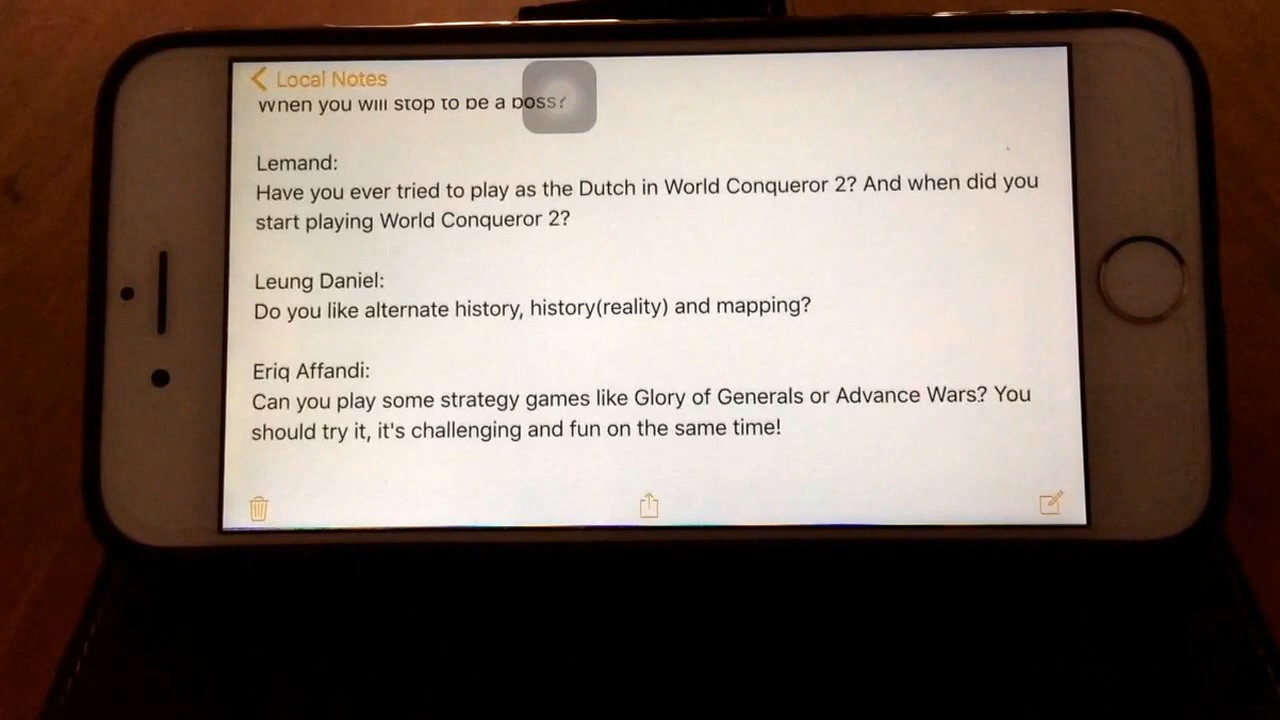 Local Notes
When you will stop to be a boss?
Lemand:
Have you ever tried to play as the Dutch in World Conqueror 2? And when did you
start playing World Conqueror 2?
Leung Daniel:
Do you like alternate history, history(reality) and mapping?
Eriq Affandi:
Can you play some strategy games like Glory of Generals or Advance Wars? You
should try it, it's challenging and fun on the same time!